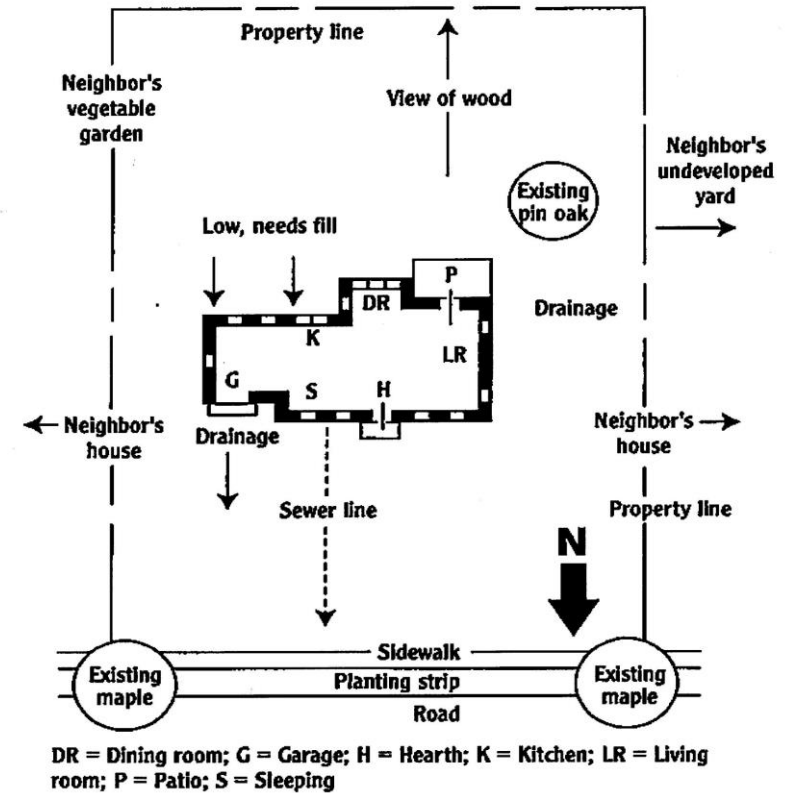 Property line
Neighbor's
vegetable
garden
View of wood
Neighbor's
undeveloped
yard
Existing
pin oak
Low, needs fill
P
DR
Drainage
K
LR
G
S
H
Neighbor's
house
Drainage
Neighbor's
house
Sewer line
Property line
N
Sidewalk
Existing
maple
Planting strip
Existing
maple
Road
DR = Dining room; G = Garage; H = Hearth; K = Kitchen; LR = Living
room; P = Patio; S = Sleeping